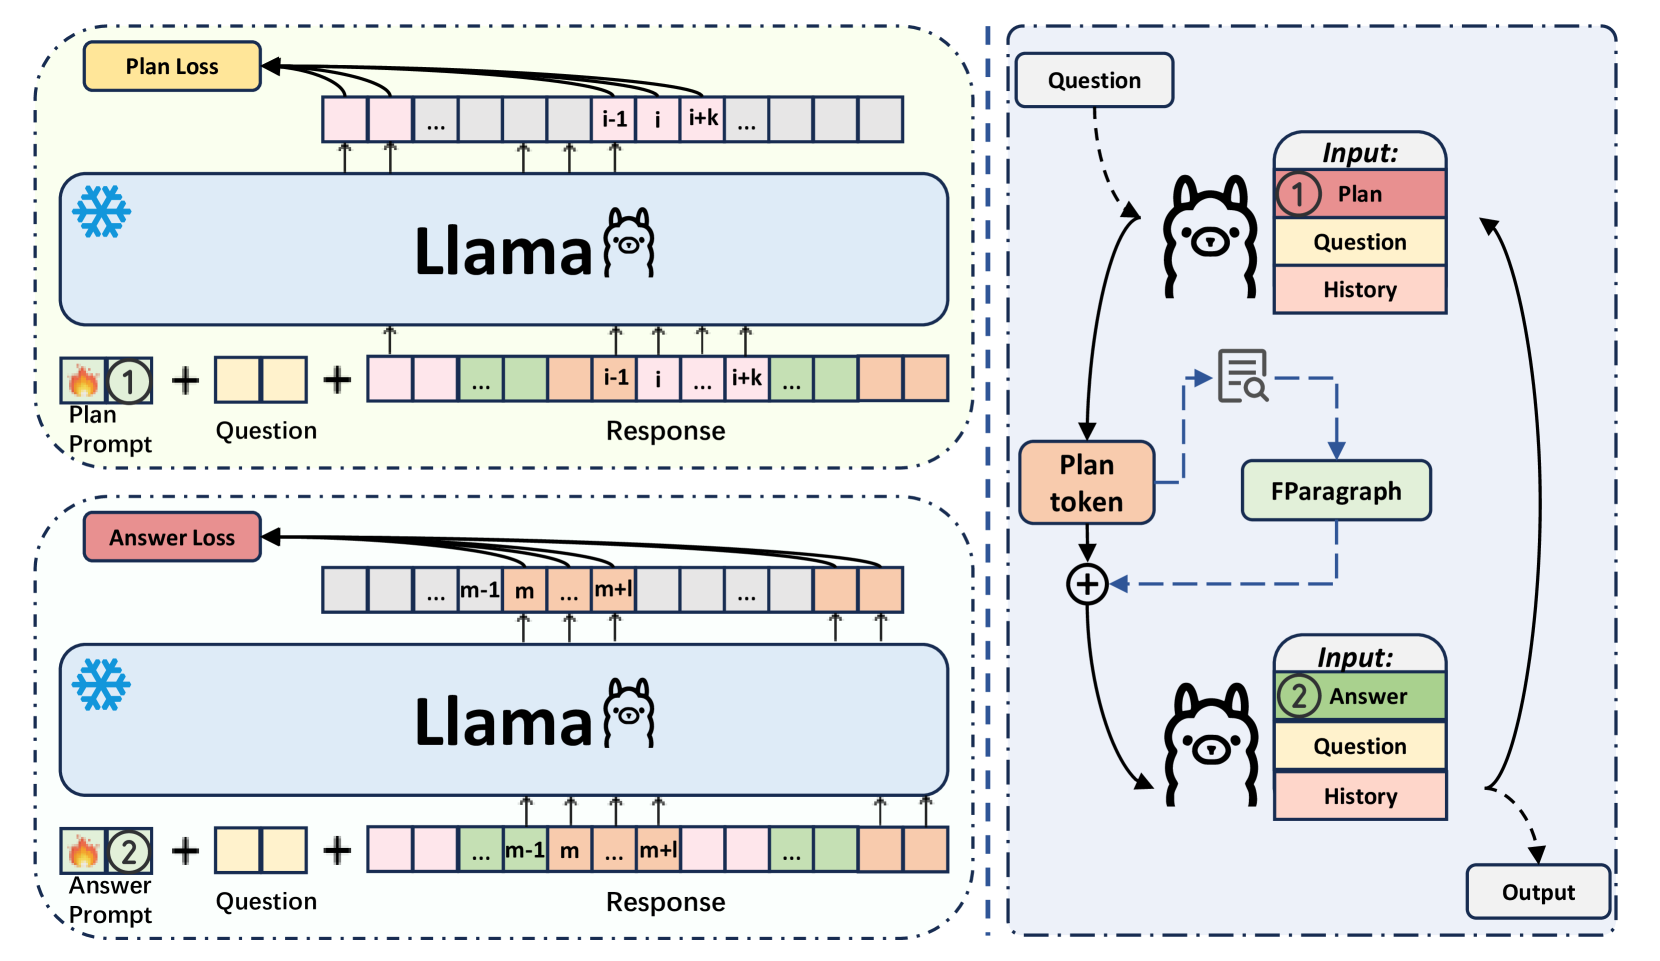 Plan Loss
... i-1 i i+k ...
Llama
1 + + ... i-1 i ... i+k ...
Plan
Prompt
Question
Response
Answer Loss
... m-1 m ... m+l ...
Llama
2 + + ... m-1 m ... m+l ...
Answer
Prompt
Question
Response
Question
Input:
1 Plan
Question
History
Plan
token
FParagraph
+
Input:
2 Answer
Question
History
Output